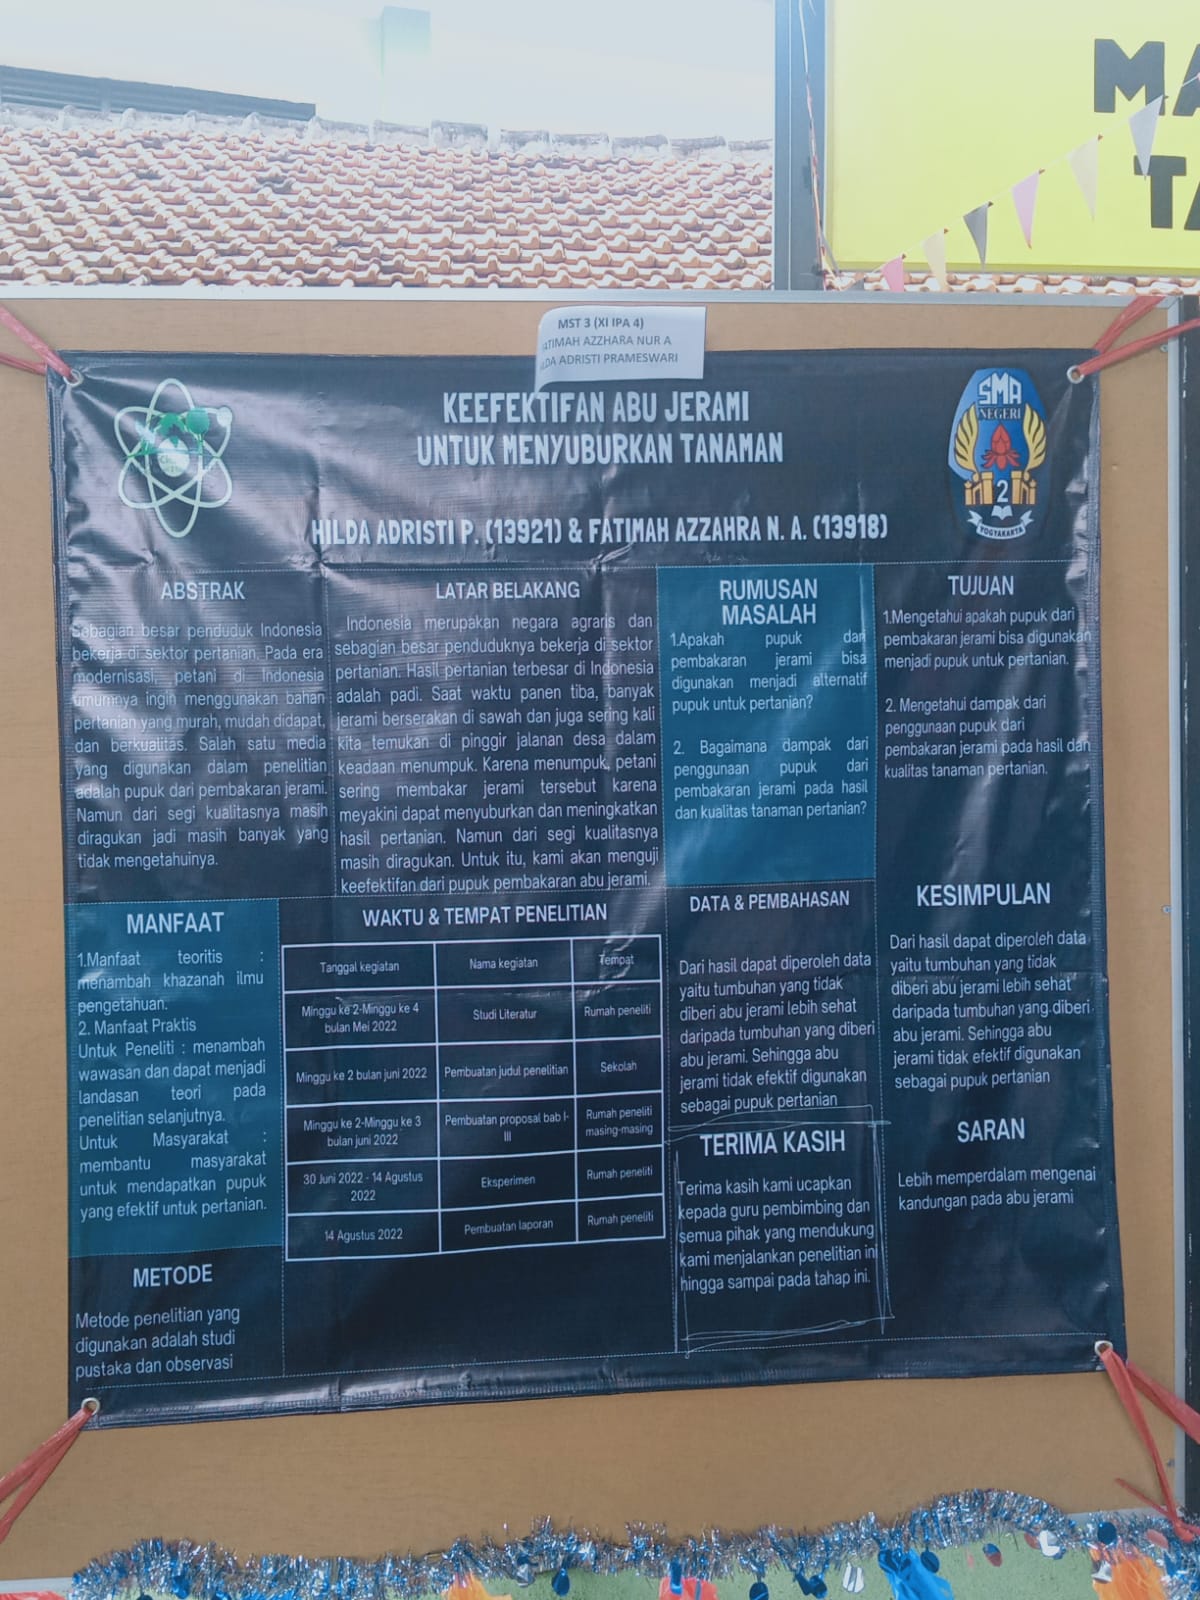 MA
TA
MST 3 (XI IPA 4)
ATIMAH AZZHARA NUR A
LDA ADRISTI PRAMESWARI
KEEFEKTIFAN ABU JERAMI
UNTUK MENYUBURKAN TANAMAN
HILDA ADRISTI P. (13921) & FATIMAH AZZAHRA N. A. (13918)
SMA
NEGERI
2
YOGYAKARTA
ABSTRAK
Sebagian besar penduduk Indonesia
bekerja di sektor pertanian. Pada era
modernisasi, petani di Indonesia
umumnya ingin menggunakan bahan
pertanian yang murah, mudah didapat,
dan berkualitas. Salah satu media
yang digunakan dalam penelitian
adalah pupuk dari pembakaran jerami.
Namun dari segi kualitasnya masih
diragukan jadi masih banyak yang
tidak mengetahuinya.
LATAR BELAKANG
Indonesia merupakan negara agraris dan
sebagian besar penduduknya bekerja di sektor
pertanian. Hasil pertanian terbesar di Indonesia
adalah padi. Saat waktu panen tiba, banyak
jerami berserakan di sawah dan juga sering kali
kita temukan di pinggir jalanan desa dalam
keadaan menumpuk. Karena menumpuk, petani
sering membakar jerami tersebut karena
meyakini dapat menyuburkan dan meningkatkan
hasil pertanian. Namun dari segi kualitasnya
masih diragukan. Untuk itu, kami akan menguji
keefektifan dari pupuk pembakaran abu jerami.
RUMUSAN
MASALAH
1.Apakah pupuk dari
pembakaran jerami bisa
digunakan menjadi alternatif
pupuk untuk pertanian?
2. Bagaimana dampak dari
penggunaan pupuk dari
pembakaran jerami pada hasil
dan kualitas tanaman pertanian?
TUJUAN
1.Mengetahui apakah pupuk dari
pembakaran jerami bisa digunakan
menjadi pupuk untuk pertanian.
2. Mengetahui dampak dari
penggunaan pupuk dari
pembakaran jerami pada hasil dan
kualitas tanaman pertanian.
MANFAAT
1.Manfaat teoritis :
menambah khazanah ilmu
pengetahuan.
2. Manfaat Praktis
Untuk Peneliti : menambah
wawasan dan dapat menjadi
landasan teori pada
penelitian selanjutnya.
Untuk Masyarakat :
membantu masyarakat
untuk mendapatkan pupuk
yang efektif untuk pertanian.
METODE
Metode penelitian yang
digunakan adalah studi
pustaka dan observasi
WAKTU & TEMPAT PENELITIAN
Tanggal kegiatan Nama kegiatan Tempat
Minggu ke 2-Minggu ke 4
bulan Mei 2022 Studi Literatur Rumah peneliti
Minggu ke 2 bulan juni 2022 Pembuatan judul penelitian Sekolah
Minggu ke 2-Minggu ke 3 Pembuatan proposal bab I- Rumah peneliti
bulan juni 2022 III masing-masing
30 Juni 2022 - 14 Agustus
2022 Eksperimen Rumah peneliti
14 Agustus 2022 Pembuatan laporan Rumah peneliti
DATA & PEMBAHASAN
Dari hasil dapat diperoleh data
yaitu tumbuhan yang tidak
diberi abu jerami lebih sehat
daripada tumbuhan yang diberi
abu jerami. Sehingga abu
jerami tidak efektif digunakan
sebagai pupuk pertanian
TERIMA KASIH
Terima kasih kami ucapkan
kepada guru pembimbing dan
semua pihak yang mendukung
kami menjalankan penelitian ini
hingga sampai pada tahap ini.
KESIMPULAN
Dari hasil dapat diperoleh data
yaitu tumbuhan yang tidak
diberi abu jerami lebih sehat
daripada tumbuhan yang diberi
abu jerami. Sehingga abu
jerami tidak efektif digunakan
sebagai pupuk pertanian
SARAN
Lebih memperdalam mengenai
kandungan pada abu jerami